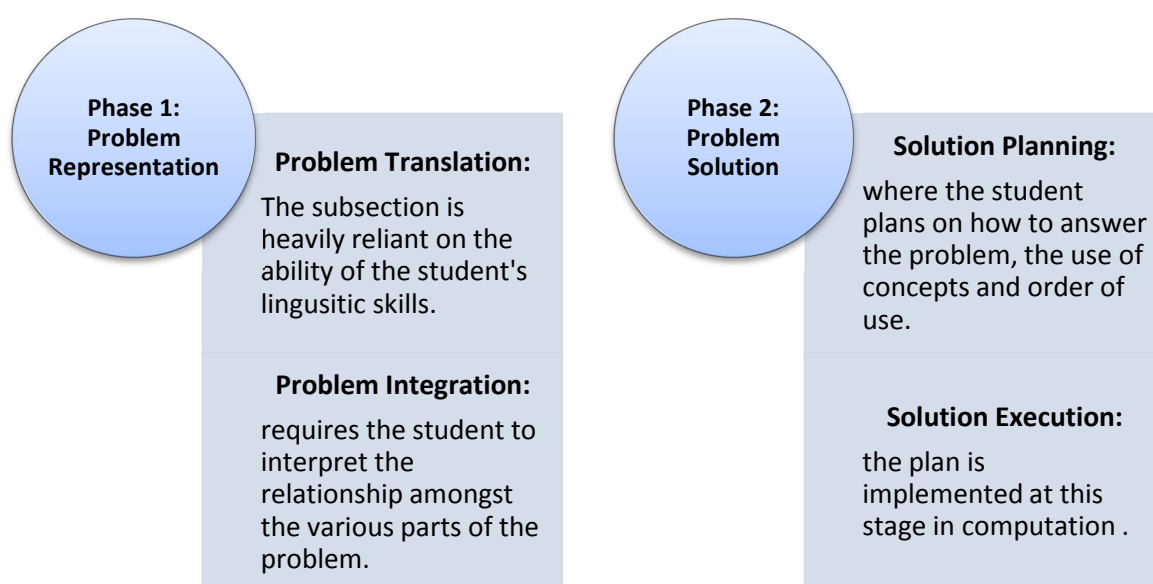 Phase 1:
Problem
Representation
Problem Translation:
The subsection is
heavily reliant on the
ability of the student's
lingusitic skills.
Problem Integration:
requires the student to
interpret the
relationship amongst
the various parts of the
problem.
Phase 2:
Problem
Solution
Solution Planning:
where the student
plans on how to answer
the problem, the use of
concepts and order of
use.
Solution Execution:
the plan is
implemented at this
stage in computation .